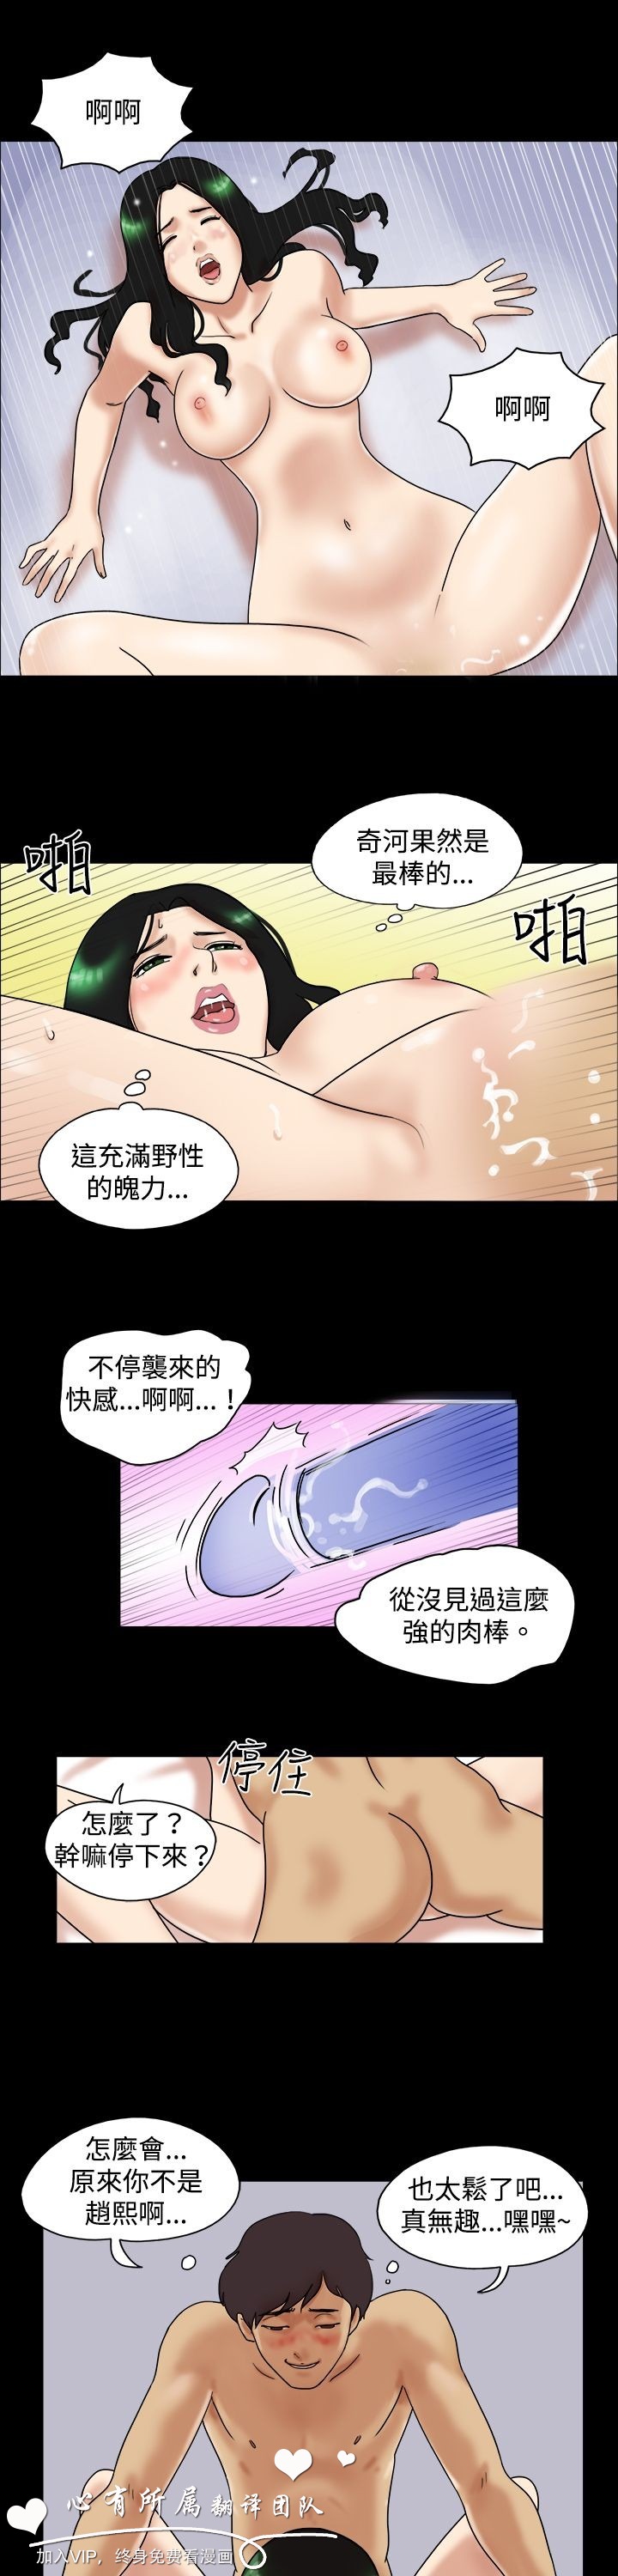 啊啊
啊啊
啪
奇河果然是
最棒的...
啪
這充滿野性
的魄力...
不停襲來的
快感...啊啊...！
從沒見過這麼
強的肉棒。
停住
怎麼了？
幹嘛停下來？
怎麼會...
原來你不是
趙熙啊...
也太鬆了吧...
真無趣...嘿嘿~
心有所属翻译团队
加入VIP，终身免费看漫画